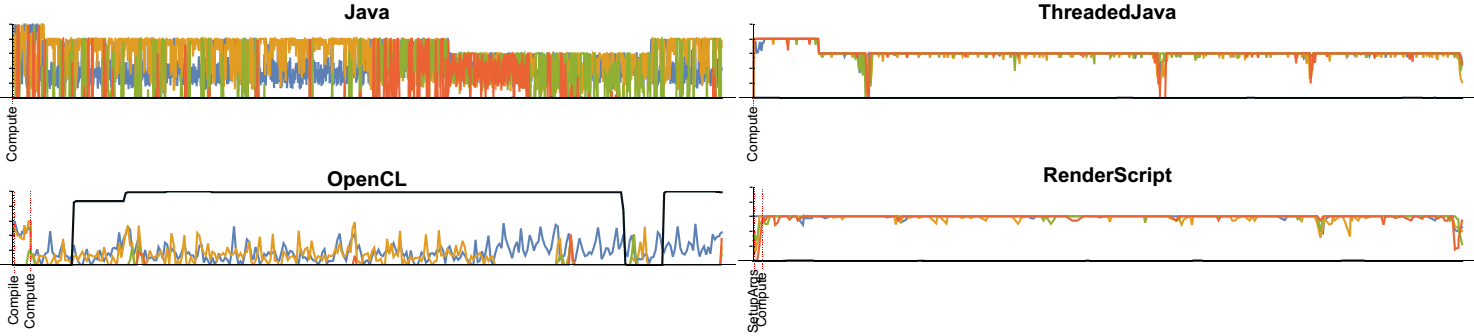 Java
ThreadedJava
Compute
Compute
OpenCL
RenderScript
Compile
Compute
SetupArgs
Compute